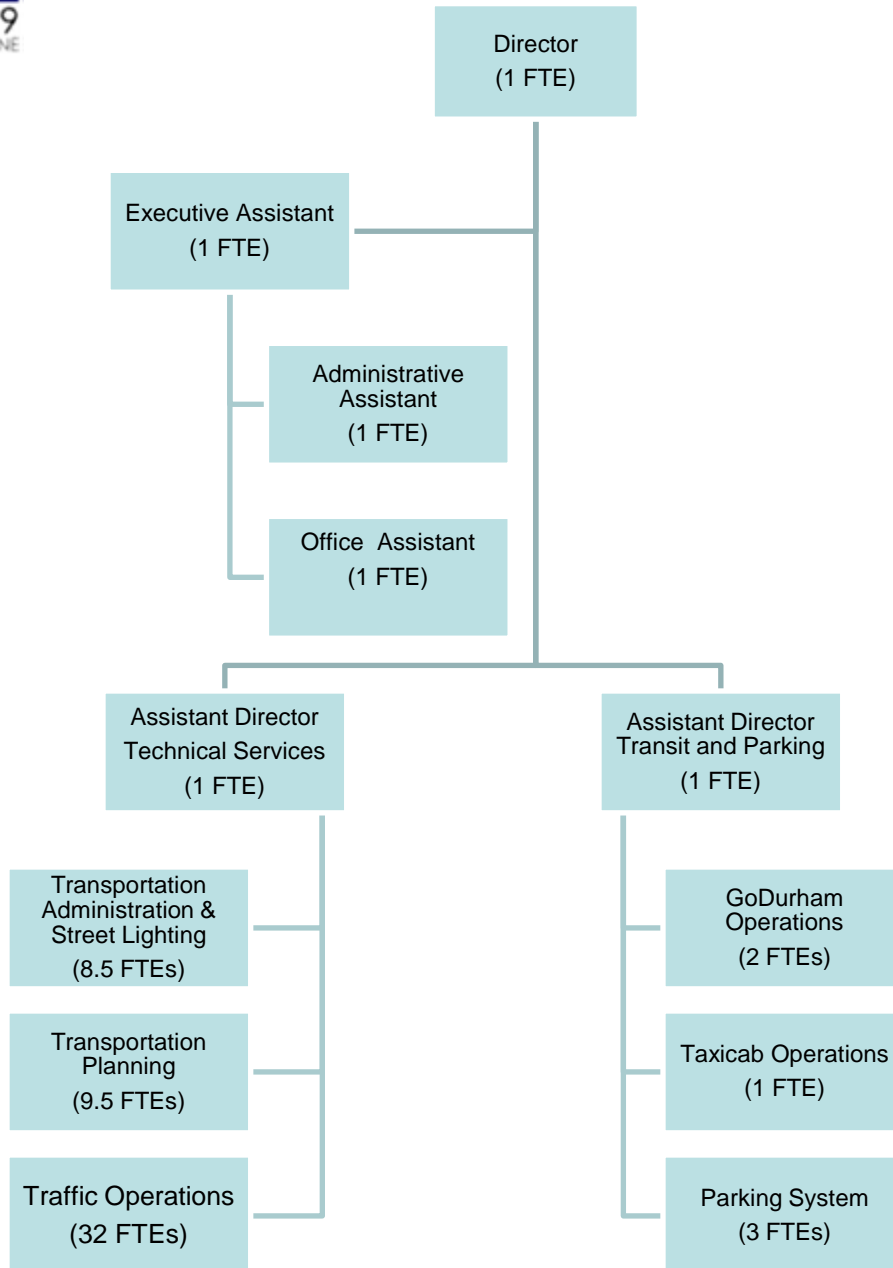 9
NE
Director
(1 FTE)
Executive Assistant
(1 FTE)
Administrative
Assistant
(1 FTE)
Office Assistant
(1 FTE)
Assistant Director
Technical Services
(1 FTE)
Assistant Director
Transit and Parking
(1 FTE)
Transportation
Administration &
Street Lighting
(8.5 FTEs)
Transportation
Planning
(9.5 FTEs)
Traffic Operations
(32 FTEs)
GoDurham
Operations
(2 FTEs)
Taxicab Operations
(1 FTE)
Parking System
(3 FTEs)